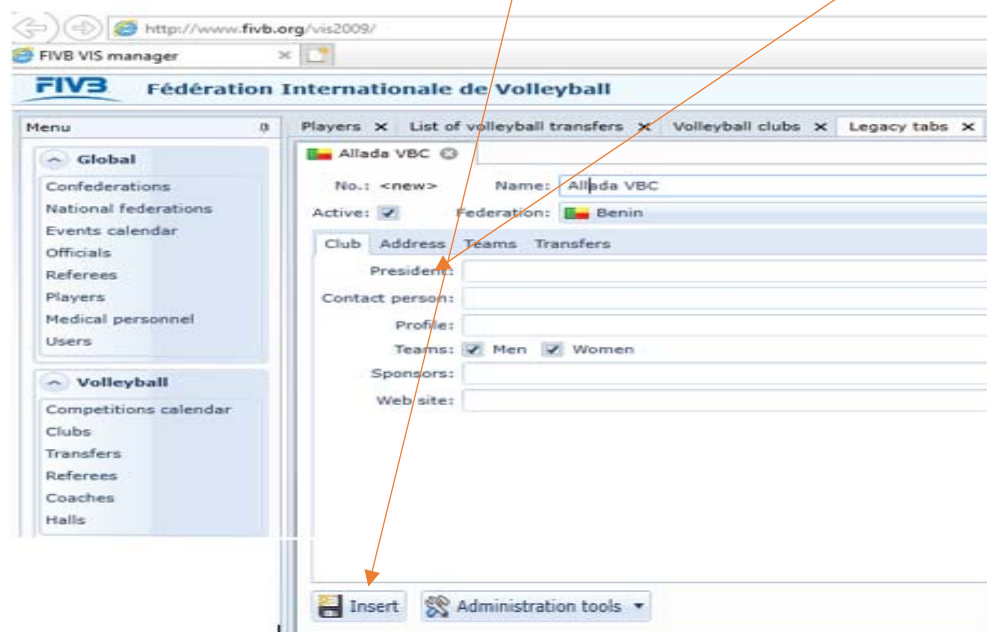 http://www.fivb.org/vis2009/
FIVB VIS manager ×
FIVB Fédération Internationale de Volleyball
Menu
Players × List of volleyball transfers × Volleyball clubs × Legacy tabs ×
Global
Confederations
National federations
Events calendar
Officials
Referees
Players
Medical personnel
Users
Volleyball
Competitions calendar
Clubs
Transfers
Referees
Coaches
Halls
Allada VBC
No.: <new> Name: Allada VBC
Active: Federation: Benin
Club Address Teams Transfers
President:
Contact person:
Profile:
Teams: Men Women
Sponsors:
Web site:
Insert Administration tools